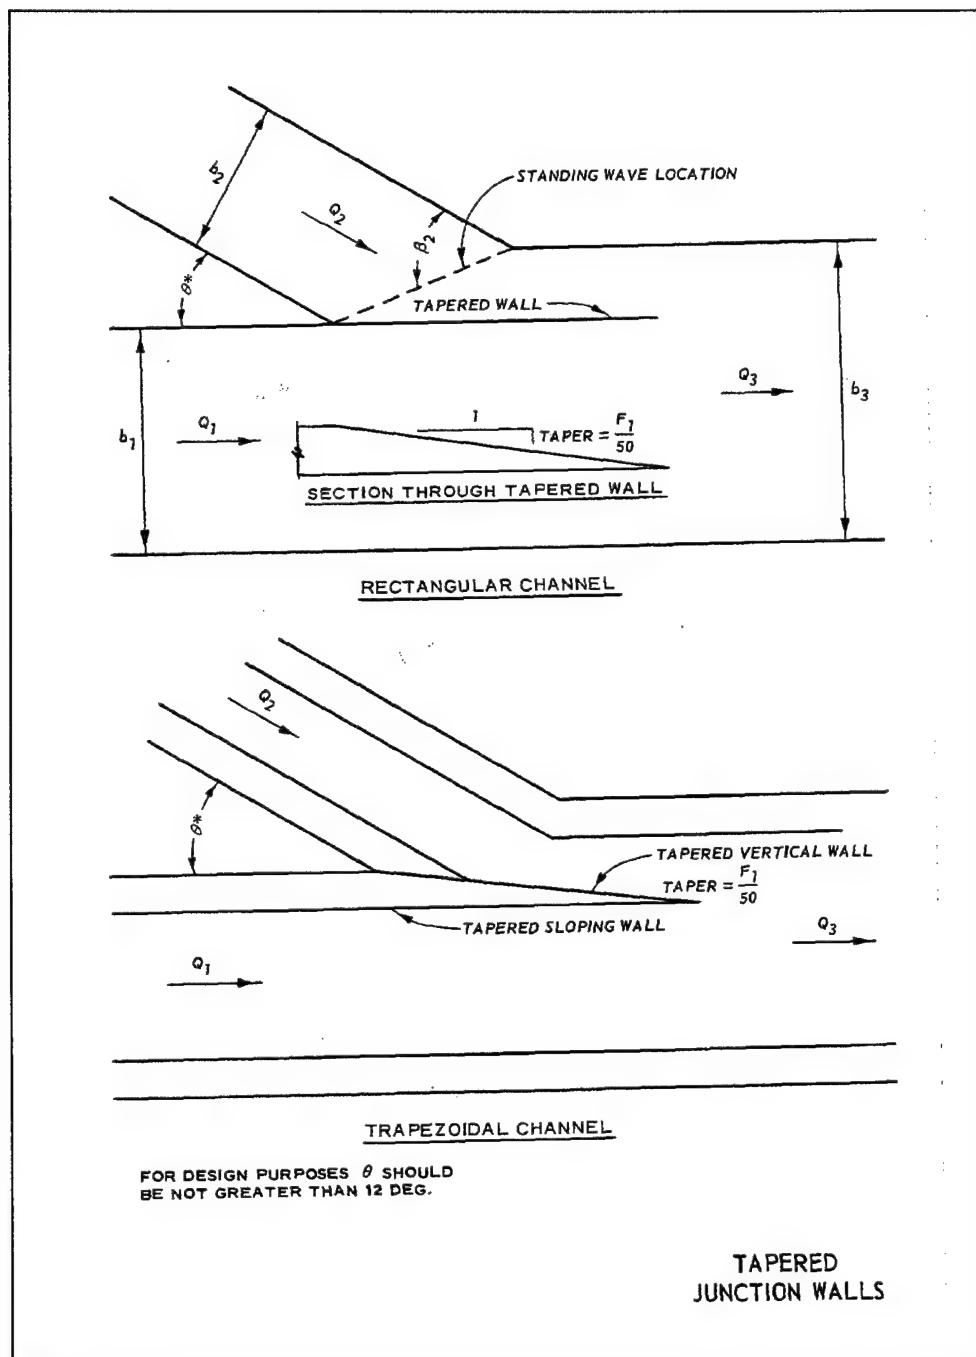 b2
Q2
STANDING WAVE LOCATION
β2
θ*
TAPERED WALL
b1
Q1
1
TAPER = F1/50
SECTION THROUGH TAPERED WALL
Q3
b3
RECTANGULAR CHANNEL
Q2
θ*
TAPERED VERTICAL WALL
TAPER = F1/50
TAPERED SLOPING WALL
Q3
Q1
TRAPEZOIDAL CHANNEL
FOR DESIGN PURPOSES θ SHOULD
BE NOT GREATER THAN 12 DEG.
TAPERED
JUNCTION WALLS